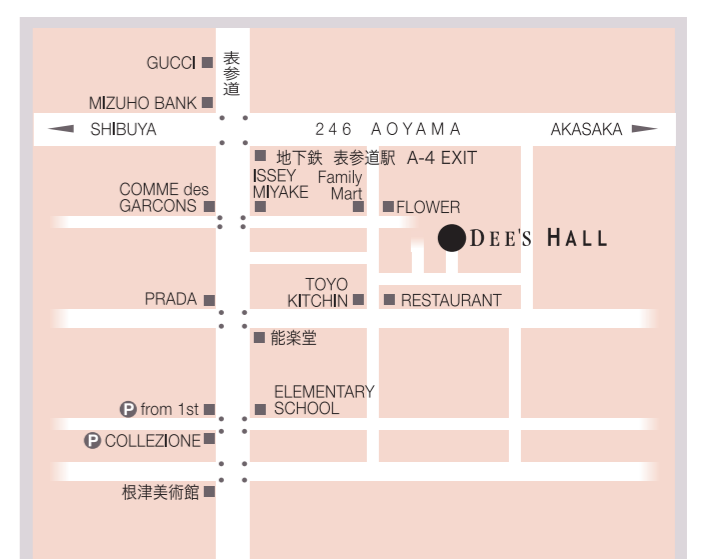 GUCCI
表参道
MIZUHO BANK
SHIBUYA
246 AOYAMA
AKASAKA
地下鉄 表参道駅 A-4 EXIT
ISSEY
MIYAKE
Family
Mart
COMME des
GARCONS
FLOWER
DEE'S HALL
TOYO
KITCHIN
PRADA
RESTAURANT
能楽堂
ELEMENTARY
SCHOOL
P from 1st
P COLLEZIONE
根津美術館